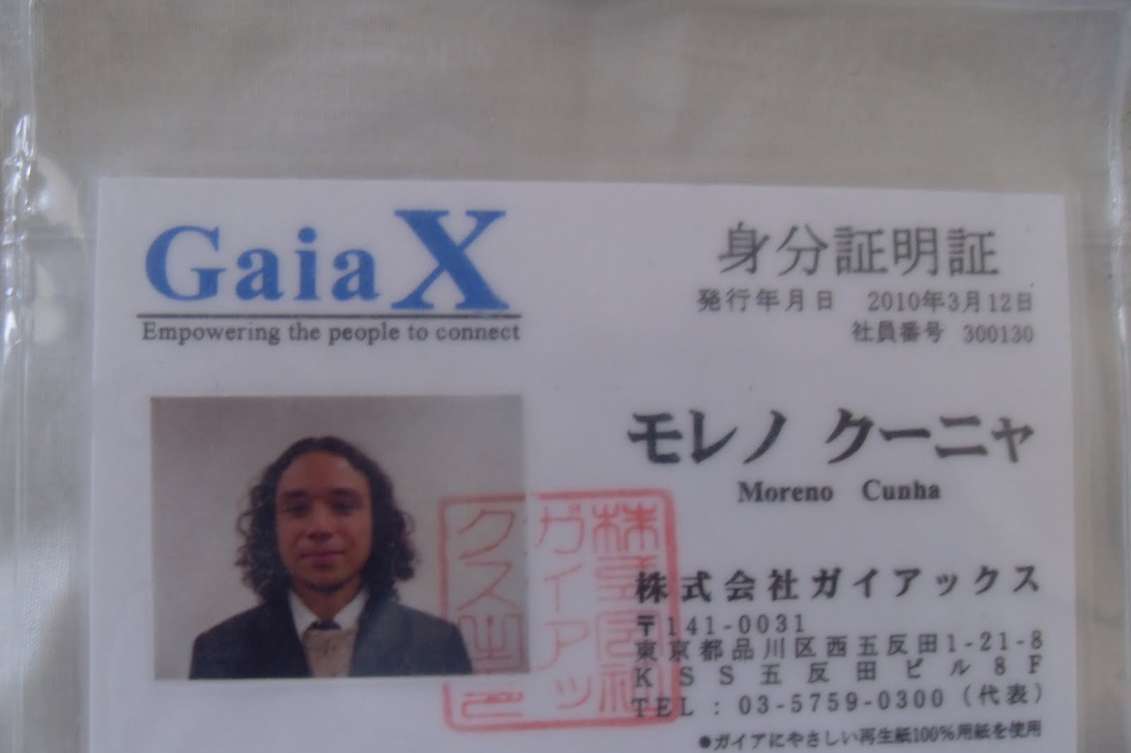 GaiaX
Empowering the people to connect
身分証明証
発行年月日 2010年3月12日
社員番号 300130
モレノ クーニャ
Moreno Cunha
株式会社ガイアックス
〒141-0031
東京都品川区西五反田1-21-8
KSS五反田ビル8F
TEL : 03-5759-0300 (代表)
●ガイアにやさしい再生紙100%用紙を使用
株式会社
ガイアッ
クス